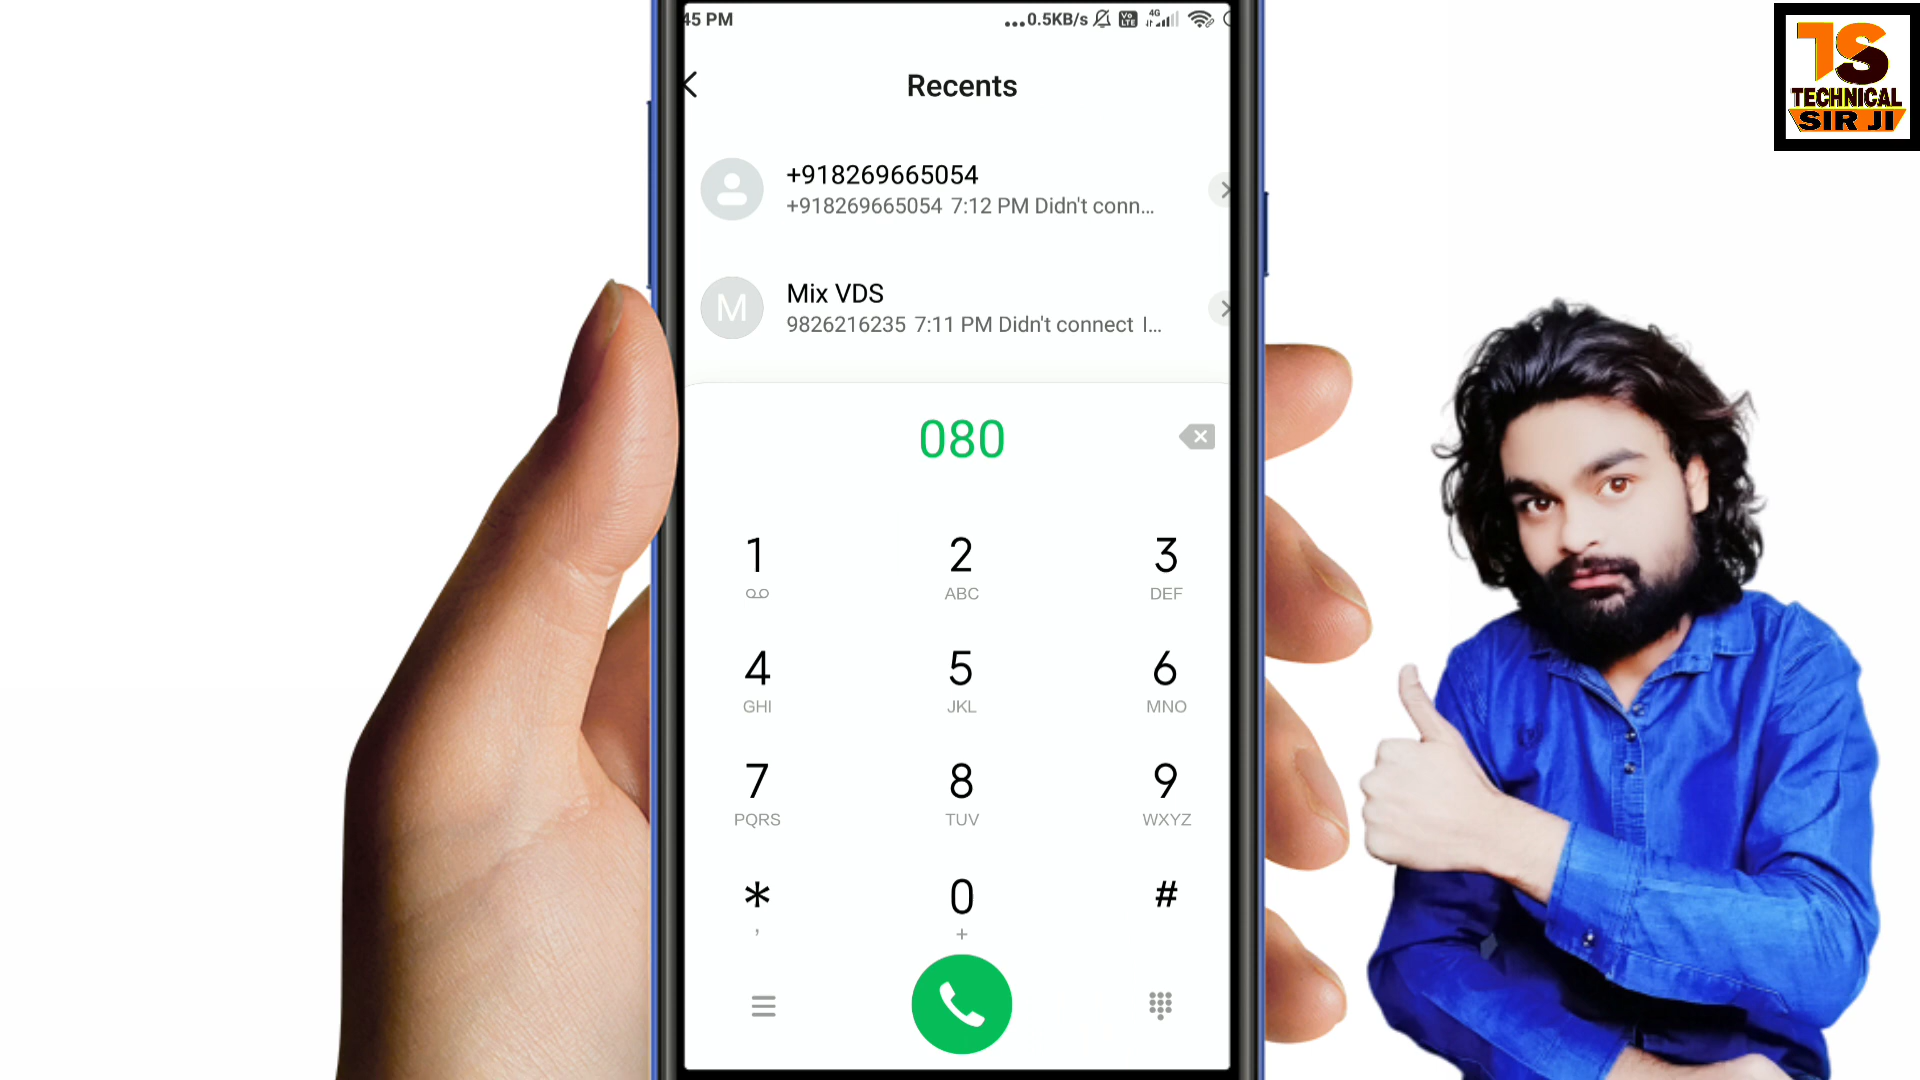 45 PM
...0.5KB/s Vo LTE 4G
Recents
+918269665054
+918269665054 7:12 PM Didn't conn...
Mix VDS
M
9826216235 7:11 PM Didn't connect I...
080
1 2 3
ABC DEF
4 5 6
GHI JKL MNO
7 8 9
PQRS TUV WXYZ
* 0 #
, +
TS
TECHNICAL
SIR JI